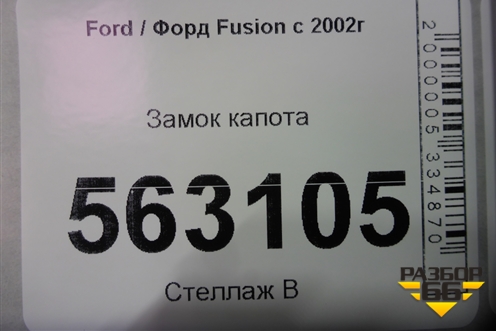 Ford / Форд Fusion с 2002г
Замок капота
563105
Стеллаж В
2000005334870
РАЗБОР
66